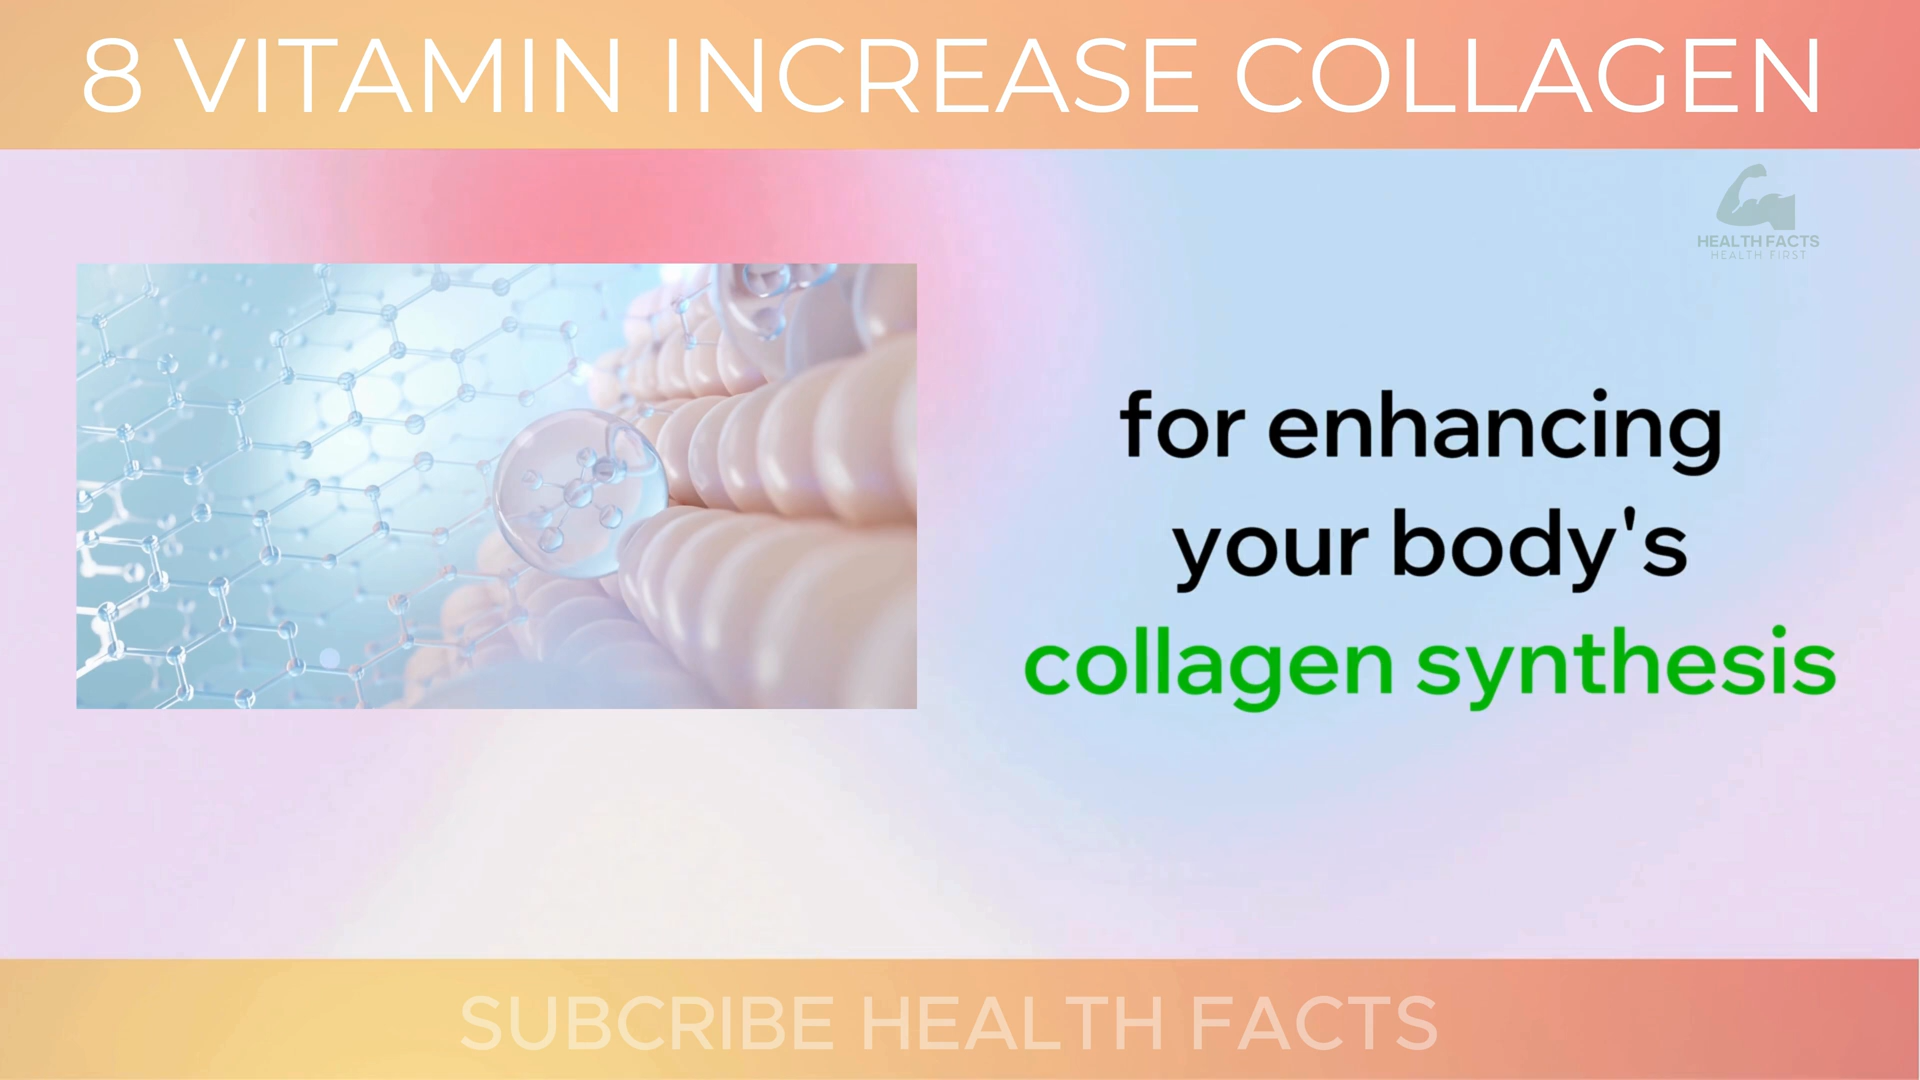 8 VITAMIN INCREASE COLLAGEN
HEALTH FACTS
HEALTH FIRST
for enhancing
your body's
collagen synthesis
SUBCRIBE HEALTH FACTS